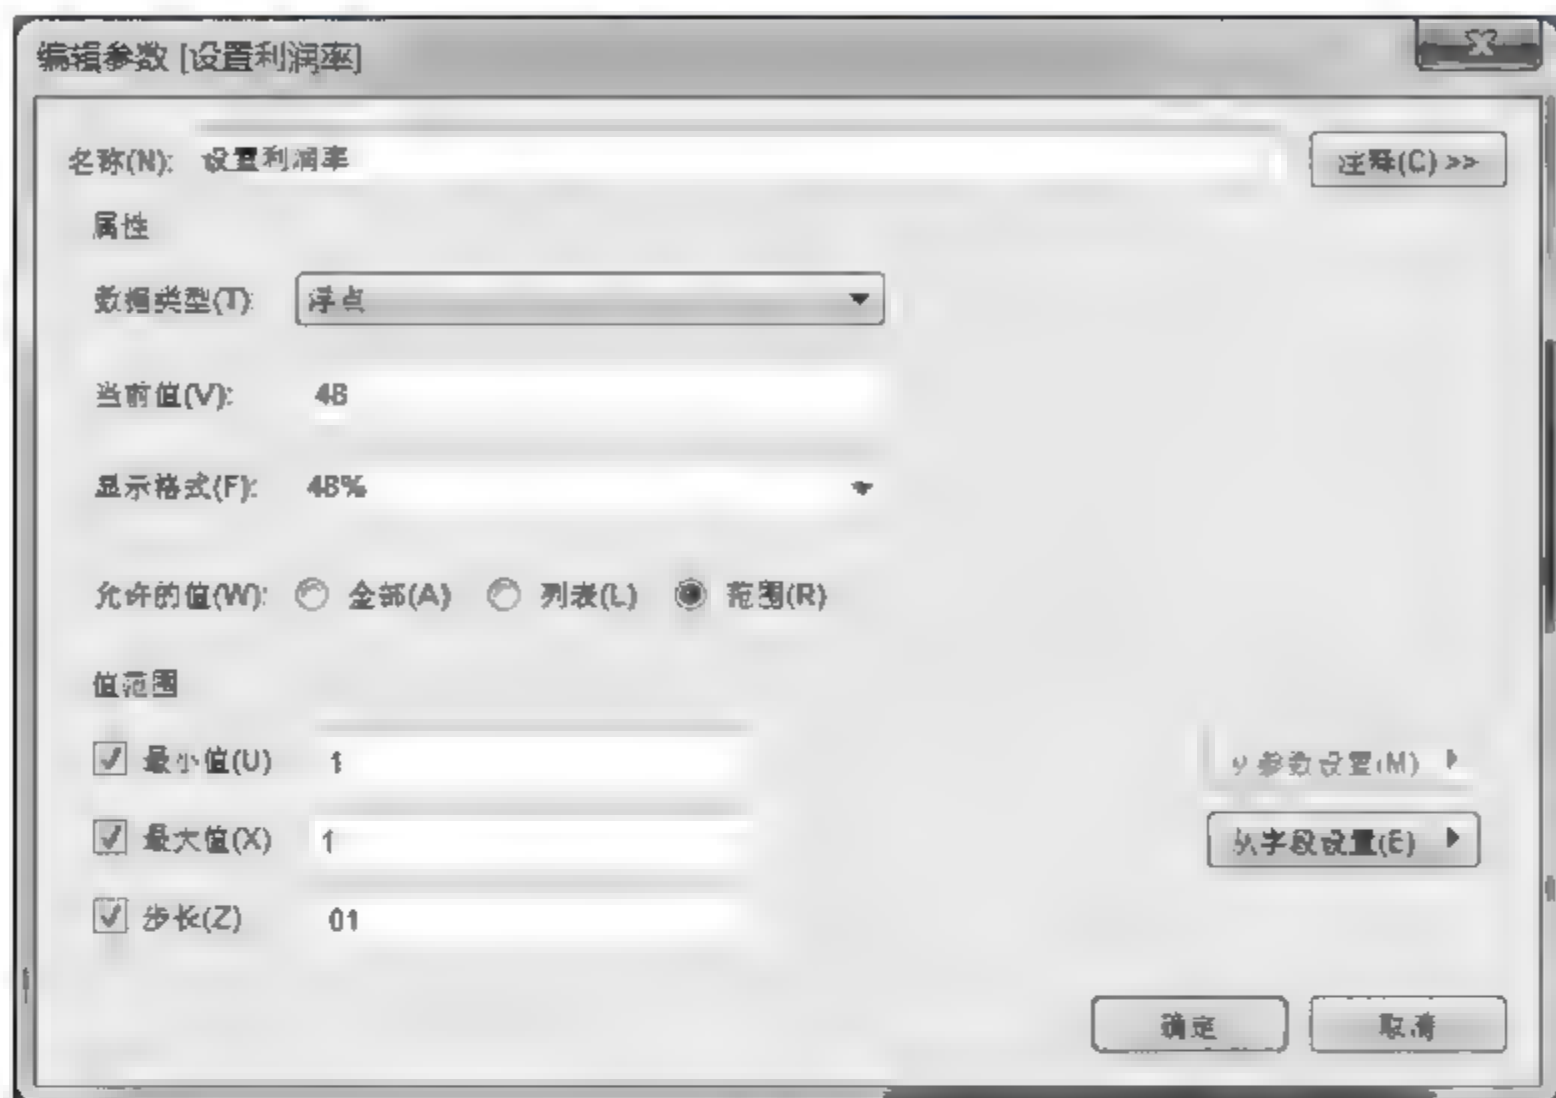 编辑参数 [设置利润率]
名称(N): 设置利润率
注释(C) >>
属性
数据类型(T): 浮点
当前值(V): 48
显示格式(F): 48%
允许的值(W): 全部(A) 列表(L) 范围(R)
值范围
最小值(U) 1
参数设置(M)
最大值(X) 1
从字段设置(E)
步长(Z) 01
确定 取消